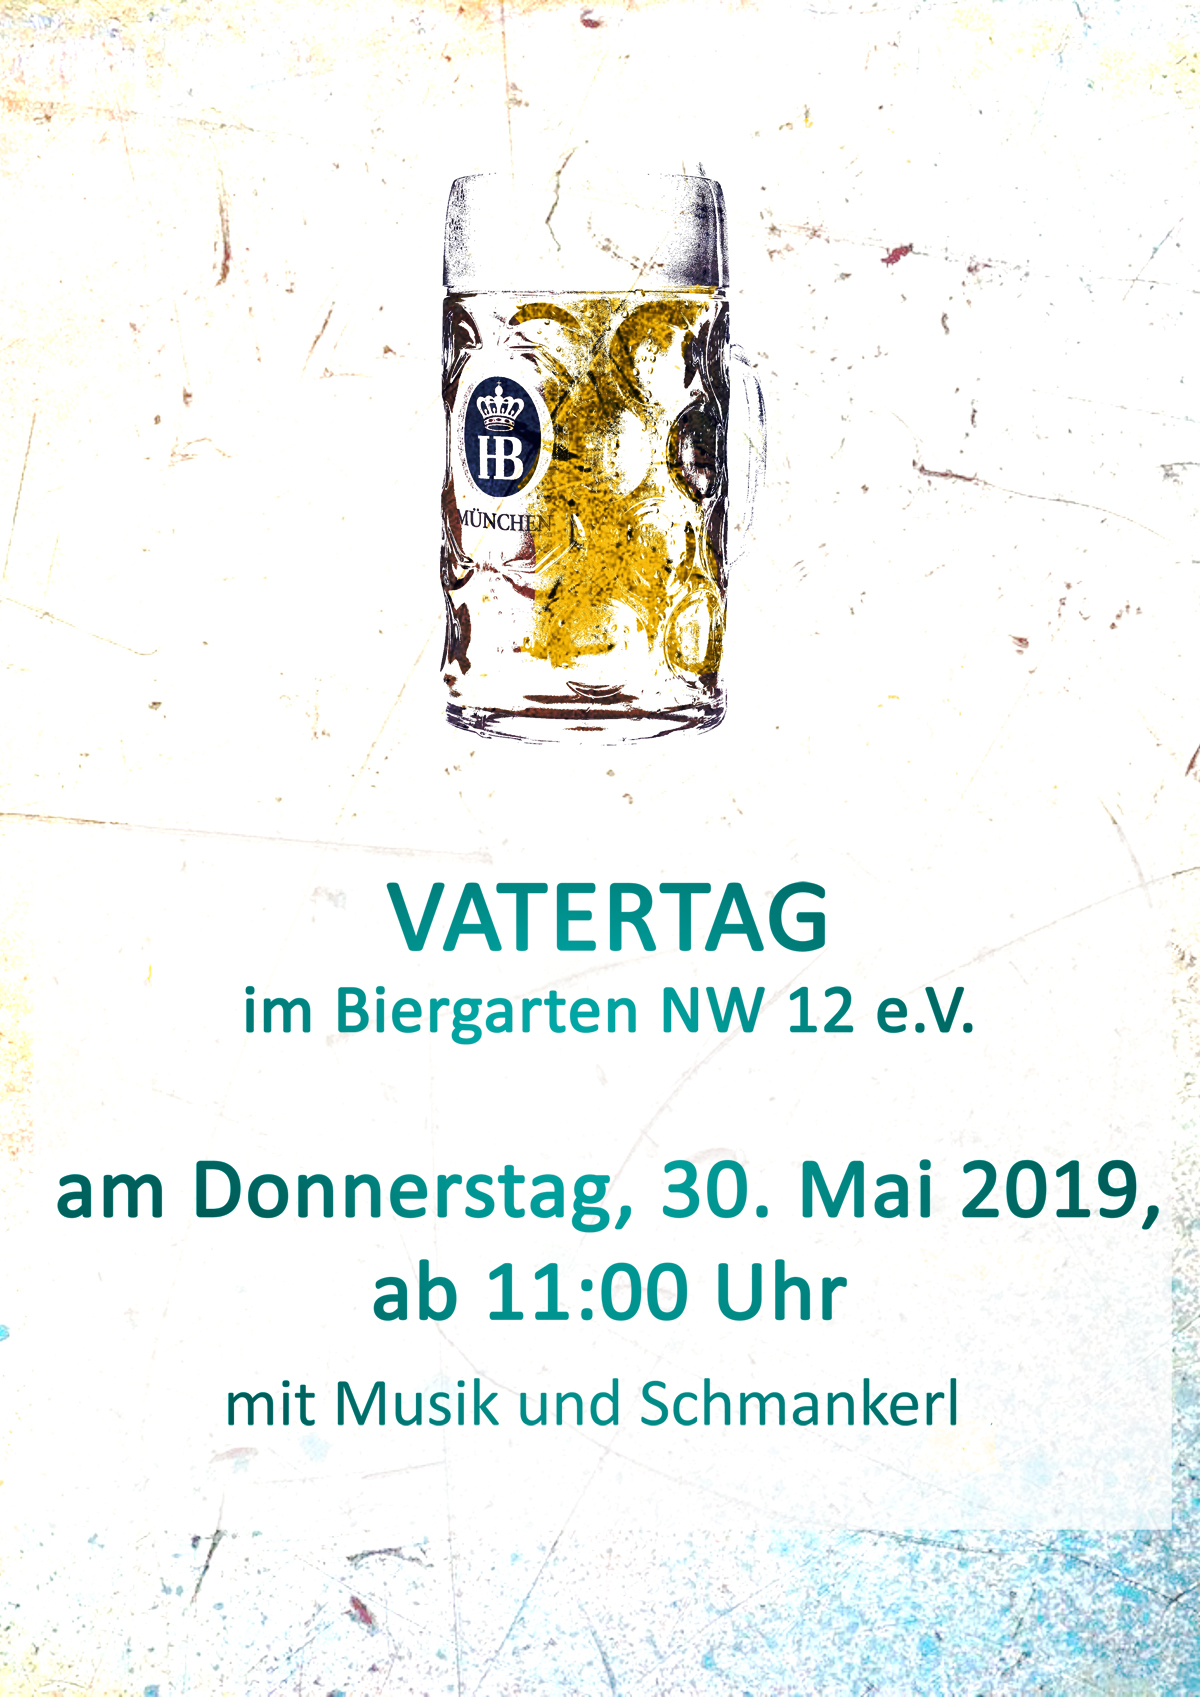 HB
MÜNCHEN
VATERTAG
im Biergarten NW 12 e.V.
am Donnerstag, 30. Mai 2019,
ab 11:00 Uhr
mit Musik und Schmankerl